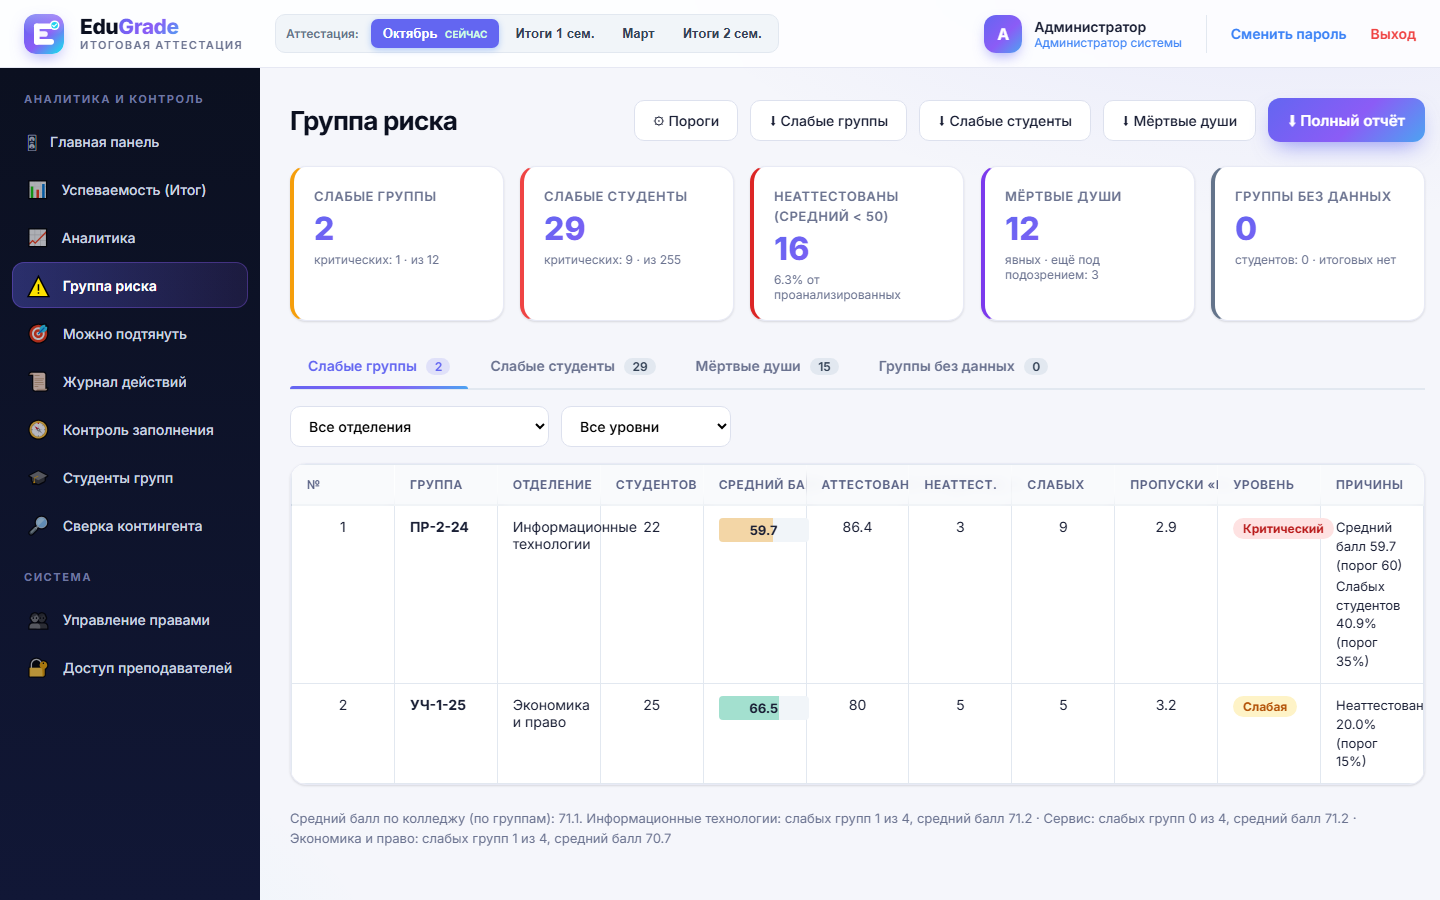 EduGrade
ИТОГОВАЯ АТТЕСТАЦИЯ
Аттестация: Октябрь СЕЙЧАС Итоги 1 сем. Март Итоги 2 сем.
А
Администратор
Администратор системы
Сменить пароль Выход
АНАЛИТИКА И КОНТРОЛЬ
Главная панель
Успеваемость (Итог)
Аналитика
Группа риска
Можно подтянуть
Журнал действий
Контроль заполнения
Студенты групп
Сверка контингента
СИСТЕМА
Управление правами
Доступ преподавателей
Группа риска
⚙ Пороги
⬇ Слабые группы
⬇ Слабые студенты
⬇ Мёртвые души
⬇ Полный отчёт
СЛАБЫЕ ГРУППЫ
2
критических: 1 · из 12
СЛАБЫЕ СТУДЕНТЫ
29
критических: 9 · из 255
НЕАТТЕСТОВАНЫ
(СРЕДНИЙ < 50)
16
6.3% от
проанализированных
МЁРТВЫЕ ДУШИ
12
явных · ещё под
подозрением: 3
ГРУППЫ БЕЗ ДАННЫХ
0
студентов: 0 · итоговых нет
Слабые группы 2 Слабые студенты 29 Мёртвые души 15 Группы без данных 0
Все отделения Все уровни
№ ГРУППА ОТДЕЛЕНИЕ СТУДЕНТОВ СРЕДНИЙ БА АТТЕСТОВАН НЕАТТЕСТ. СЛАБЫХ ПРОПУСКИ «Н УРОВЕНЬ ПРИЧИНЫ
1 ПР-2-24 Информационные
технологии 22 59.7 86.4 3 9 2.9 Критический Средний
балл 59.7
(порог 60)
Слабых
студентов
40.9%
(порог
35%)
2 УЧ-1-25 Экономика
и право 25 66.5 80 5 5 3.2 Слабая Неаттестован
20.0%
(порог
15%)
Средний балл по колледжу (по группам): 71.1. Информационные технологии: слабых групп 1 из 4, средний балл 71.2 · Сервис: слабых групп 0 из 4, средний балл 71.2 ·
Экономика и право: слабых групп 1 из 4, средний балл 70.7